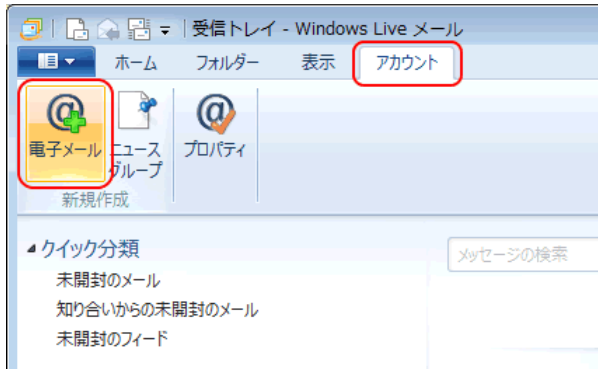 受信トレイ - Windows Live メール
ホーム フォルダー 表示 アカウント
電子メール
ニュース
グループ
プロパティ
新規作成
クイック分類
メッセージの検索
未開封のメール
知り合いからの未開封のメール
未開封のフィード